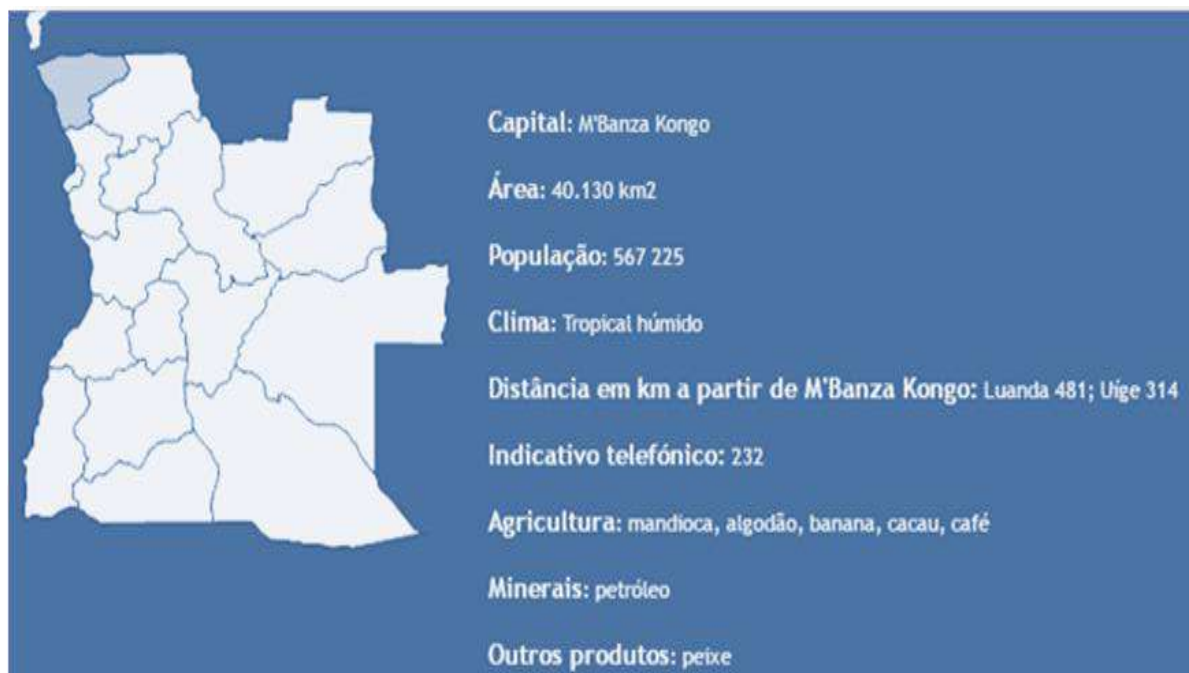 Capital: M'Banza Kongo
Área: 40.130 km2
População: 567 225
Clima: Tropical húmido
Distância em km a partir de M'Banza Kongo: Luanda 481; Uíge 314
Indicativo telefónico: 232
Agricultura: mandioca, algodão, banana, cacau, café
Minerais: petróleo
Outros produtos: peixe